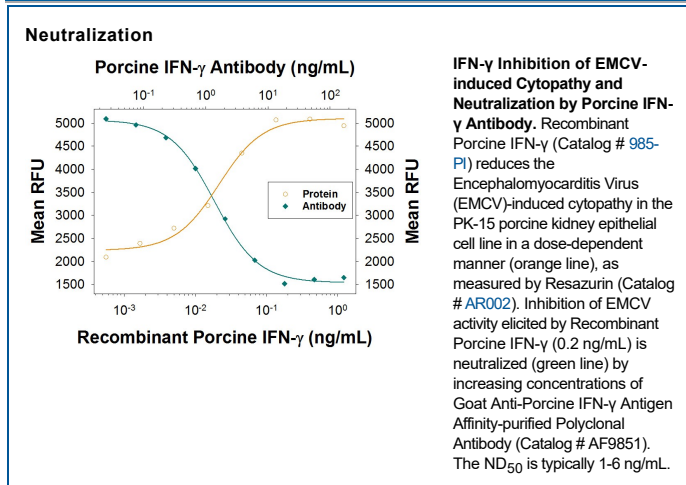 Neutralization
Porcine IFN-γ Antibody (ng/mL)
10⁻¹ 10⁰ 10¹ 10²
5000 5000
4500 4500
4000 4000
3500 3500
3000 3000
2500 2500
2000 2000
1500 1500
Mean RFU
Mean RFU
Protein
Antibody
10⁻³ 10⁻² 10⁻¹ 10⁰
Recombinant Porcine IFN-γ (ng/mL)
IFN-γ Inhibition of EMCV-
induced Cytopathy and
Neutralization by Porcine IFN-
γ Antibody. Recombinant
Porcine IFN-γ (Catalog # 985-
PI) reduces the
Encephalomyocarditis Virus
(EMCV)-induced cytopathy in the
PK-15 porcine kidney epithelial
cell line in a dose-dependent
manner (orange line), as
measured by Resazurin (Catalog
# AR002). Inhibition of EMCV
activity elicited by Recombinant
Porcine IFN-γ (0.2 ng/mL) is
neutralized (green line) by
increasing concentrations of
Goat Anti-Porcine IFN-γ Antigen
Affinity-purified Polyclonal
Antibody (Catalog # AF9851).
The ND₅₀ is typically 1-6 ng/mL.